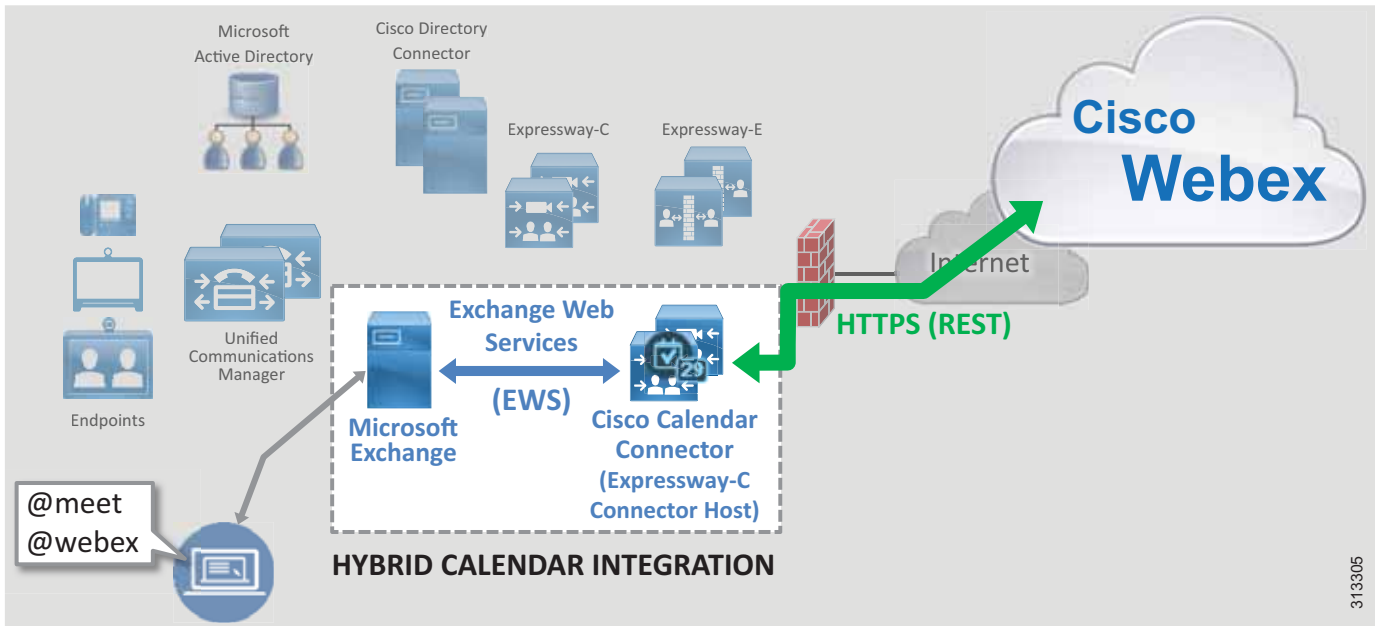 Microsoft
Active Directory
Cisco Directory
Connector
Expressway-C
Expressway-E
Cisco
Webex
Internet
Unified
Communications
Manager
Endpoints
Exchange Web
Services
(EWS)
HTTPS (REST)
29
Microsoft
Exchange
Cisco Calendar
Connector
(Expressway-C
Connector Host)
@meet
@webex
HYBRID CALENDAR INTEGRATION
313305